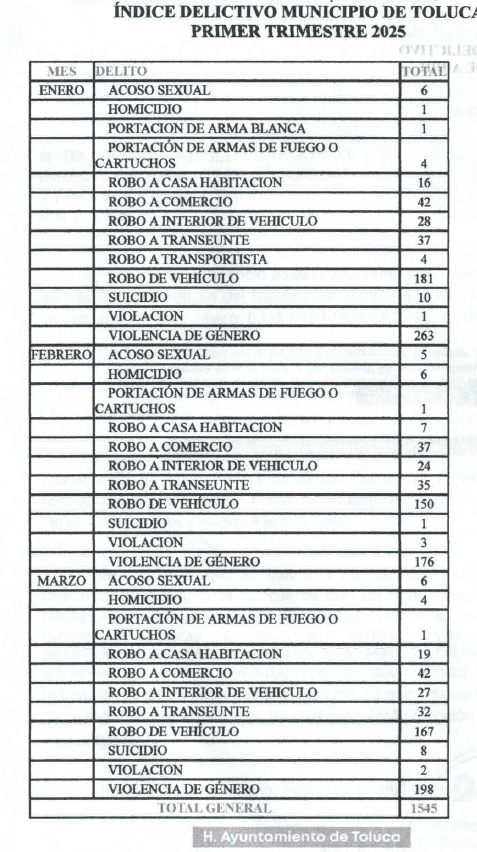 ÍNDICE DELICTIVO MUNICIPIO DE TOLUCA
PRIMER TRIMESTRE 2025
MES DELITO TOTAL
ENERO ACOSO SEXUAL 6
HOMICIDIO 1
PORTACION DE ARMA BLANCA 1
PORTACIÓN DE ARMAS DE FUEGO O
CARTUCHOS 4
ROBO A CASA HABITACION 16
ROBO A COMERCIO 42
ROBO A INTERIOR DE VEHICULO 28
ROBO A TRANSEUNTE 37
ROBO A TRANSPORTISTA 4
ROBO DE VEHÍCULO 181
SUICIDIO 10
VIOLACION 1
VIOLENCIA DE GÉNERO 263
FEBRERO ACOSO SEXUAL 5
HOMICIDIO 6
PORTACIÓN DE ARMAS DE FUEGO O
CARTUCHOS 1
ROBO A CASA HABITACION 7
ROBO A COMERCIO 37
ROBO A INTERIOR DE VEHICULO 24
ROBO A TRANSEUNTE 35
ROBO DE VEHÍCULO 150
SUICIDIO 1
VIOLACION 3
VIOLENCIA DE GÉNERO 176
MARZO ACOSO SEXUAL 6
HOMICIDIO 4
PORTACIÓN DE ARMAS DE FUEGO O
CARTUCHOS 1
ROBO A CASA HABITACION 19
ROBO A COMERCIO 42
ROBO A INTERIOR DE VEHICULO 27
ROBO A TRANSEUNTE 32
ROBO DE VEHÍCULO 167
SUICIDIO 8
VIOLACION 2
VIOLENCIA DE GÉNERO 198
TOTAL GENERAL 1545
H. Ayuntamiento de Toluca